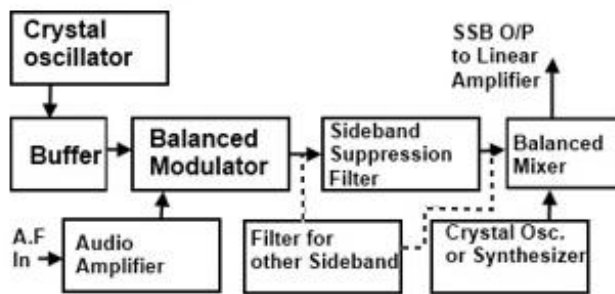 Crystal
oscillator
SSB O/P
to Linear
Amplifier
Buffer
Balanced
Modulator
Sideband
Suppression
Filter
Balanced
Mixer
A.F
In
Audio
Amplifier
Filter for
other Sideband
Crystal Osc.
or Synthesizer